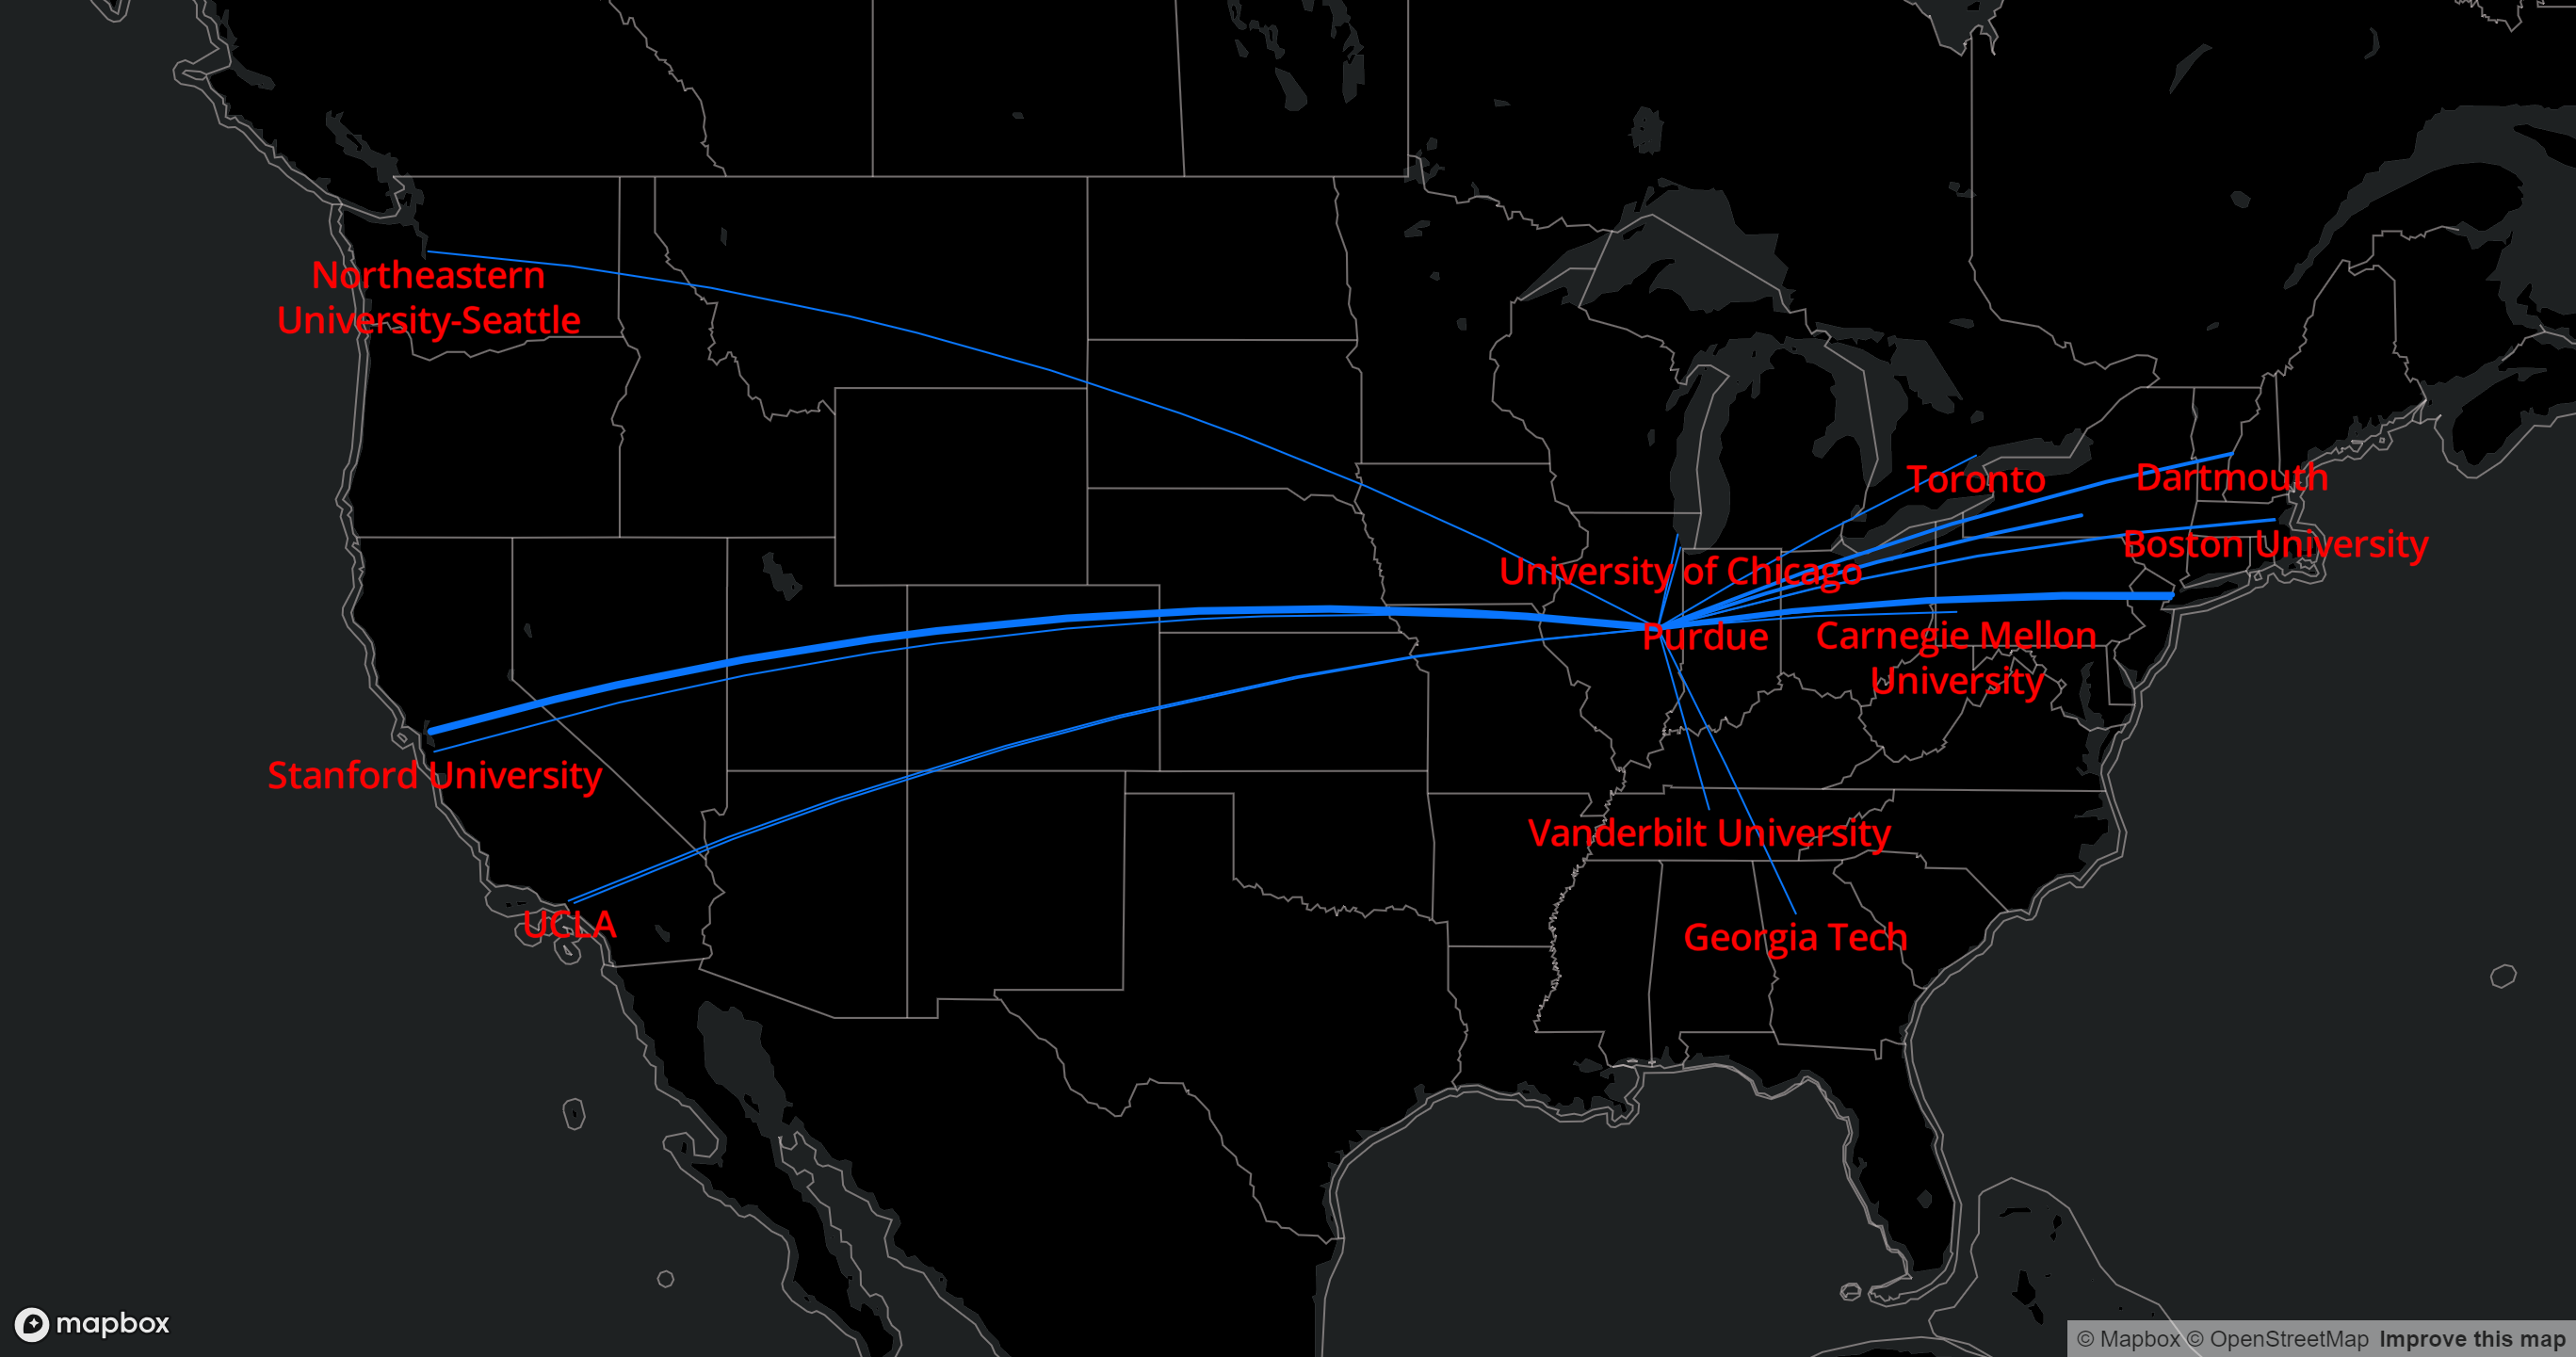 Northeastern
University-Seattle
Toronto
Dartmouth
Boston University
University of Chicago
Purdue
Carnegie Mellon
University
Stanford University
Vanderbilt University
UCLA
Georgia Tech
mapbox
© Mapbox © OpenStreetMap Improve this map